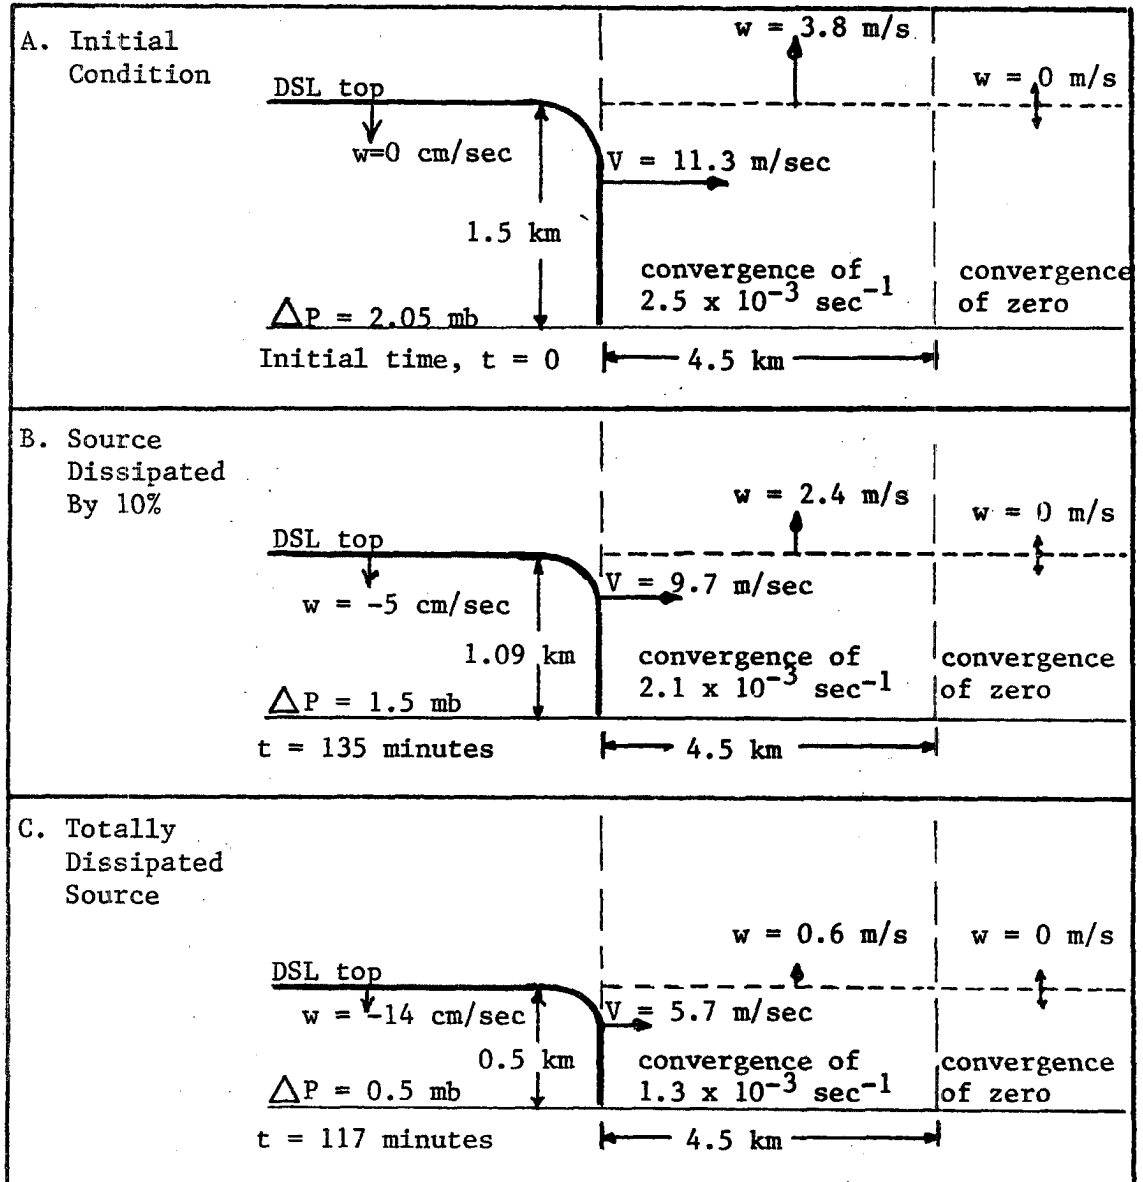 A. Initial
Condition
w = 3.8 m/s
w = 0 m/s
DSL top
w=0 cm/sec
V = 11.3 m/sec
1.5 km
convergence of
2.5 x 10⁻³ sec⁻¹
convergence
of zero
△P = 2.05 mb
Initial time, t = 0
4.5 km
B. Source
Dissipated
By 10%
w = 2.4 m/s
w = 0 m/s
DSL top
w = -5 cm/sec
V = 9.7 m/sec
1.09 km
convergence of
2.1 x 10⁻³ sec⁻¹
convergence
of zero
△P = 1.5 mb
t = 135 minutes
4.5 km
C. Totally
Dissipated
Source
w = 0.6 m/s
w = 0 m/s
DSL top
w = -14 cm/sec
V = 5.7 m/sec
0.5 km
convergence of
1.3 x 10⁻³ sec⁻¹
convergence
of zero
△P = 0.5 mb
t = 117 minutes
4.5 km